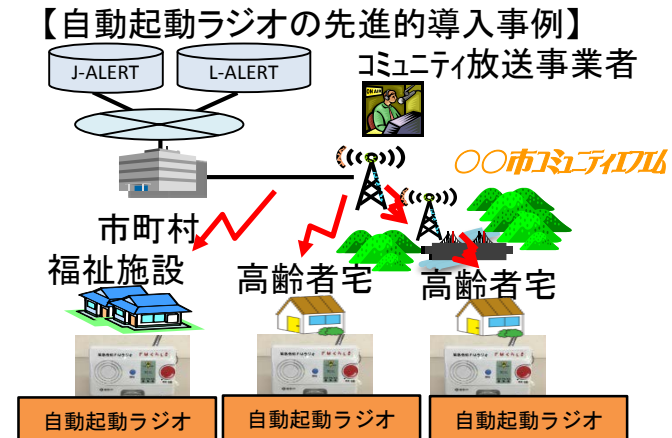 【自動起動ラジオの先進的導入事例】
J-ALERT
L-ALERT
コミュニティ放送事業者
ON AIR
○○市コミュニティエフエム
市町村
福祉施設
高齢者宅
高齢者宅
自動起動ラジオ
自動起動ラジオ
自動起動ラジオ